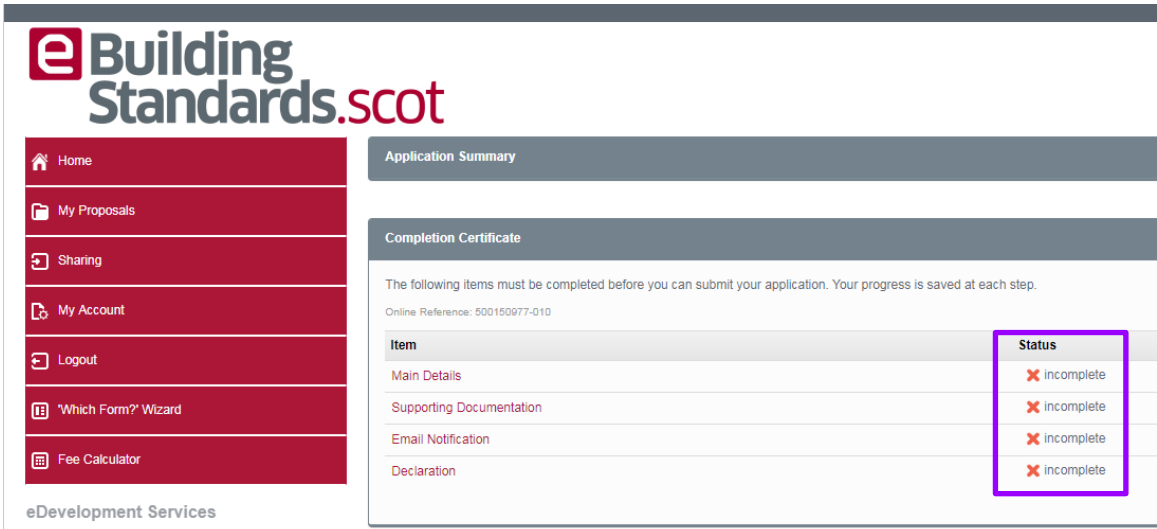 e Building
Standards.scot
Home
My Proposals
Sharing
My Account
Logout
'Which Form?' Wizard
Fee Calculator
eDevelopment Services
Application Summary
Completion Certificate
The following items must be completed before you can submit your application. Your progress is saved at each step.
Online Reference: 500150977-010
Item Status
Main Details incomplete
Supporting Documentation incomplete
Email Notification incomplete
Declaration incomplete